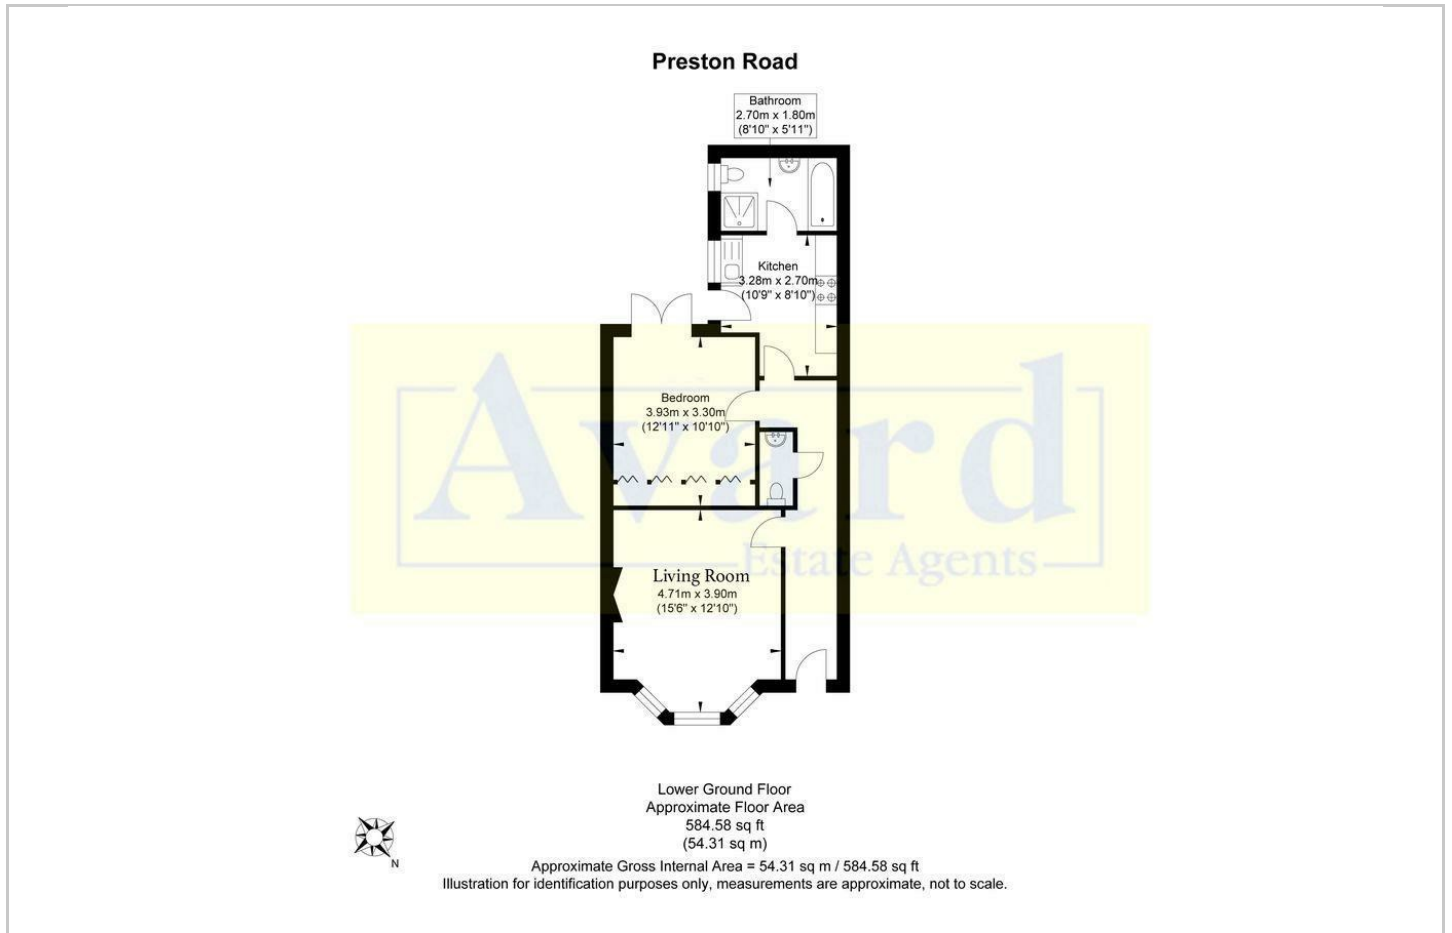 Preston Road
Bathroom
2.70m x 1.80m
(8'10" x 5'11")
Kitchen
3.28m x 2.70m
(10'9" x 8'10")
Bedroom
3.93m x 3.30m
(12'11" x 10'10")
Avard
Estate Agents
Living Room
4.71m x 3.90m
(15'6" x 12'10")
Lower Ground Floor
Approximate Floor Area
584.58 sq ft
(54.31 sq m)
N
Approximate Gross Internal Area = 54.31 sq m / 584.58 sq ft
Illustration for identification purposes only, measurements are approximate, not to scale.